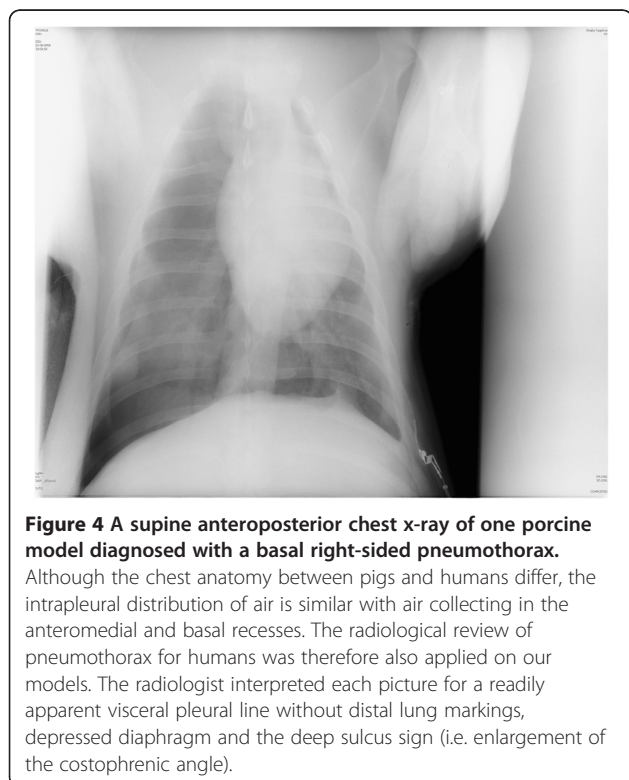 Figure 4 A supine anteroposterior chest x-ray of one porcine
model diagnosed with a basal right-sided pneumothorax.
Although the chest anatomy between pigs and humans differ, the
intrapleural distribution of air is similar with air collecting in the
anteromedial and basal recesses. The radiological review of
pneumothorax for humans was therefore also applied on our
models. The radiologist interpreted each picture for a readily
apparent visceral pleural line without distal lung markings,
depressed diaphragm and the deep sulcus sign (i.e. enlargement of
the costophrenic angle).